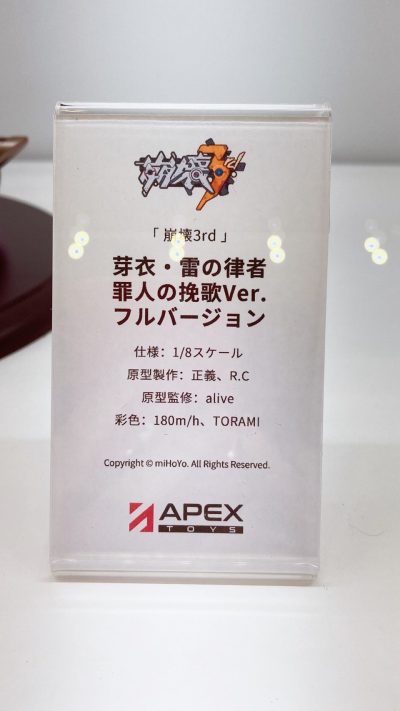 崩壊3rd
「 崩壊3rd 」
芽衣・雷の律者
罪人の挽歌Ver.
フルバージョン
仕様：1/8スケール
原型製作：正義、R.C
原型監修：alive
彩色：180m/h、TORAMI
Copyright © miHoYo. All Rights Reserved.
APEX
TOYS